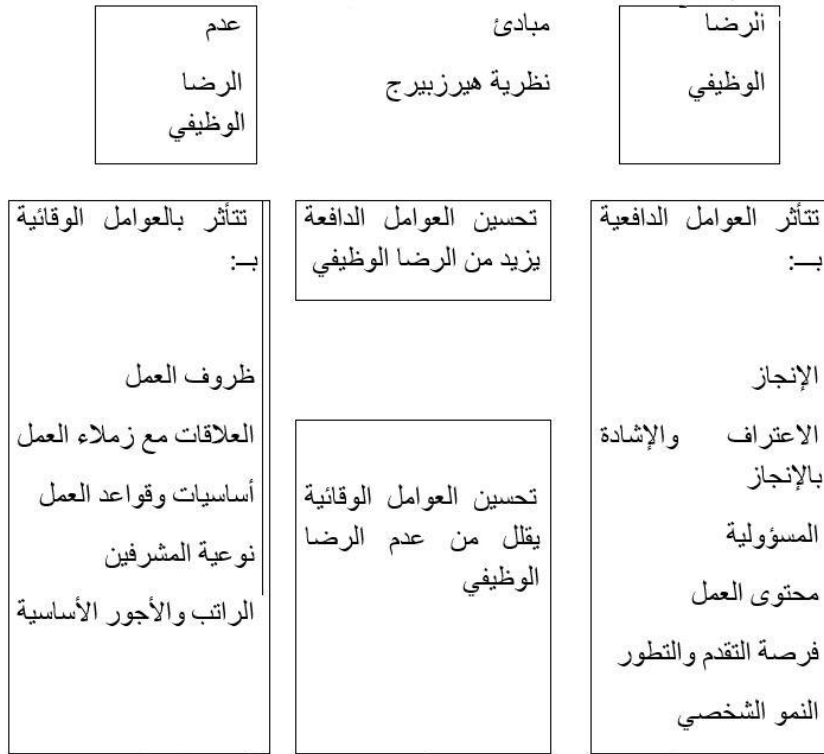 الرضا
الوظيفي
مبادئ
نظرية هيرزبيرج
عدم
الرضا
الوظيفي
تتأثر العوامل الدافعية
بـــ:
الإنجاز
الاعتراف والإشادة
بالإنجاز
المسؤولية
محتوى العمل
فرصة التقدم والتطور
النمو الشخصي
تحسين العوامل الدافعة
يزيد من الرضا الوظيفي
تحسين العوامل الوقائية
يقلل من عدم الرضا
الوظيفي
تتأثر بالعوامل الوقائية
بــ:
ظروف العمل
العلاقات مع زملاء العمل
أساسيات وقواعد العمل
نوعية المشرفين
الراتب والأجور الأساسية